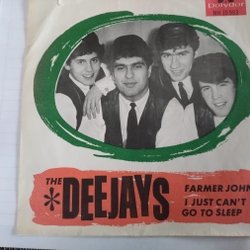 Polydor
THE
DEEJAYS
FARMER JOHN
I JUST CAN'T
GO TO SLEEP